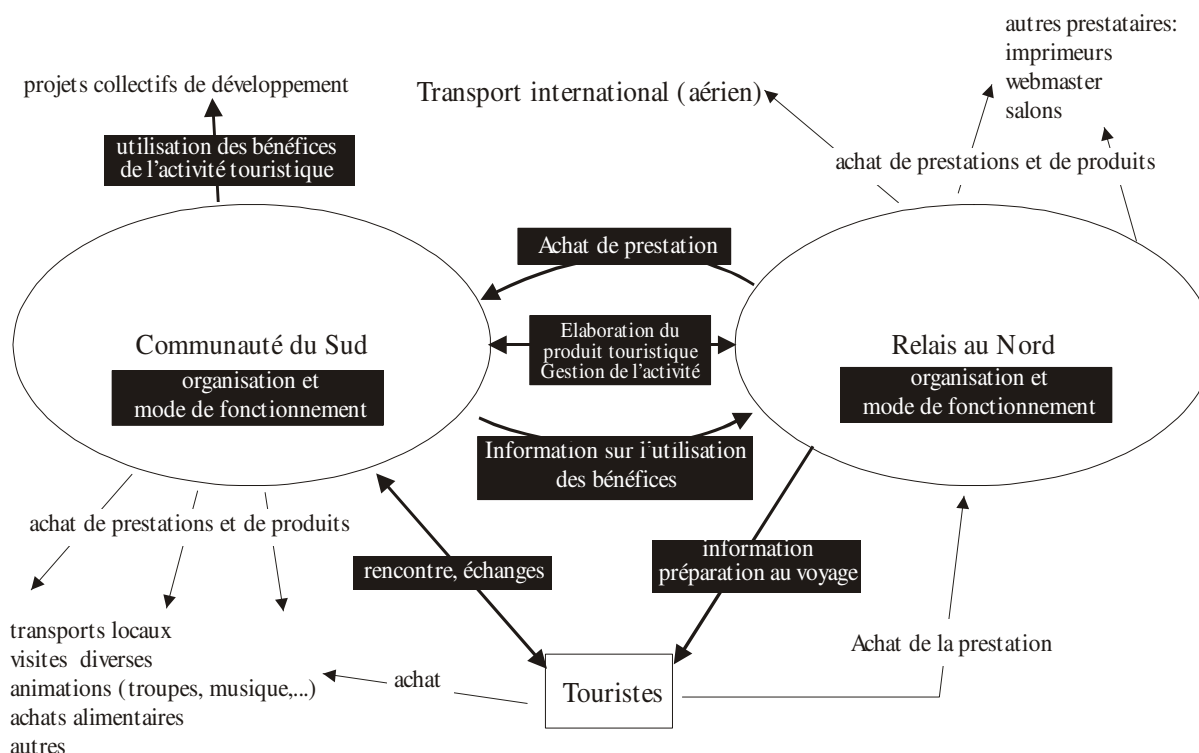 autres prestataires:
imprimeurs
webmaster
salons
projets collectifs de développement
Transport international (aérien)
utilisation des bénéfices
de l'activité touristique
achat de prestations et de produits
Achat de prestation
Elaboration du
produit touristique
Gestion de l'activité
Communauté du Sud
organisation et
mode de fonctionnement
Relais au Nord
organisation et
mode de fonctionnement
Information sur l'utilisation
des bénéfices
achat de prestations et de produits
rencontre, échanges
information
préparation au voyage
transports locaux
visites diverses
animations (troupes, musique,...)
achats alimentaires
autres
achat
Touristes
Achat de la prestation